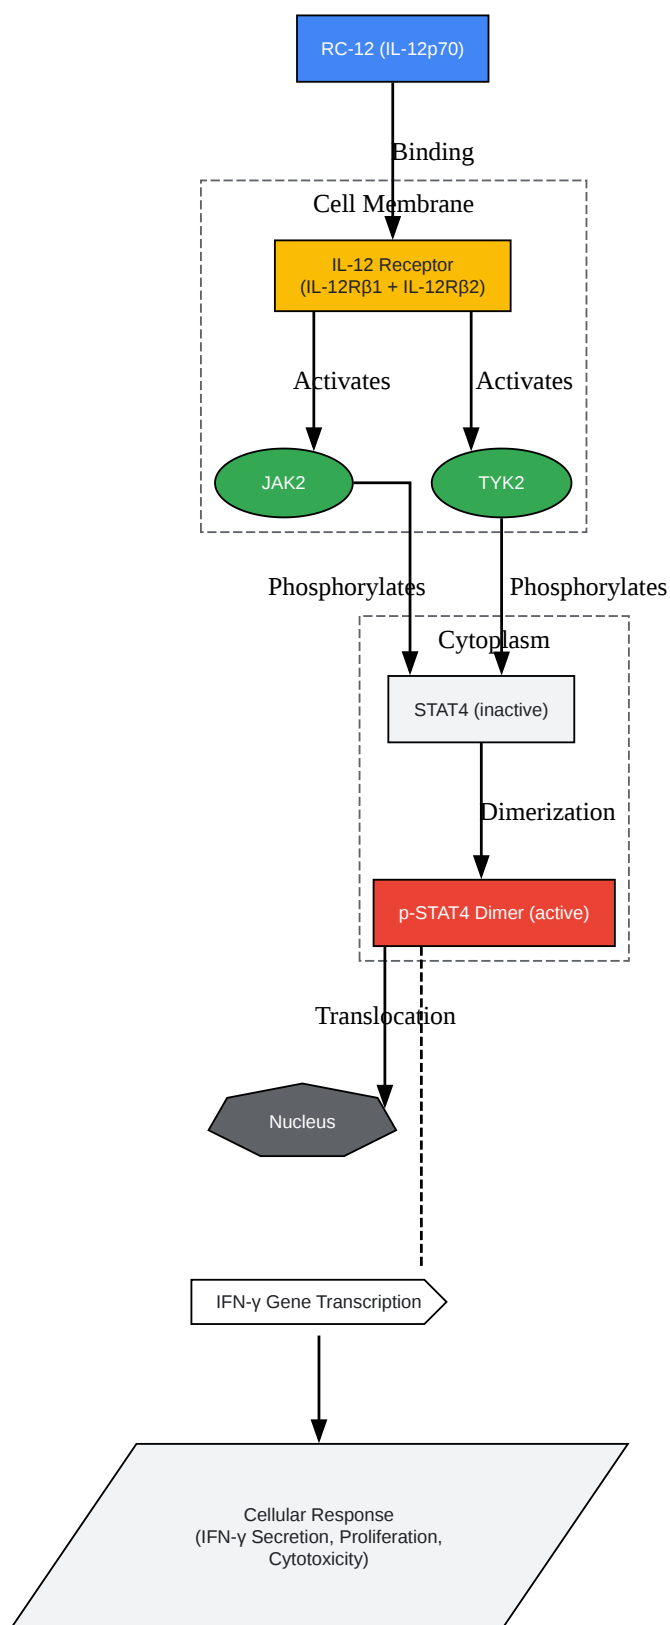 RC-12 (IL-12p70)
Binding
Cell Membrane
IL-12 Receptor
(IL-12Rβ1 + IL-12Rβ2)
Activates
Activates
JAK2
TYK2
Phosphorylates
Phosphorylates
Cytoplasm
STAT4 (inactive)
Dimerization
p-STAT4 Dimer (active)
Translocation
Nucleus
IFN-γ Gene Transcription
Cellular Response
(IFN-γ Secretion, Proliferation,
Cytotoxicity)